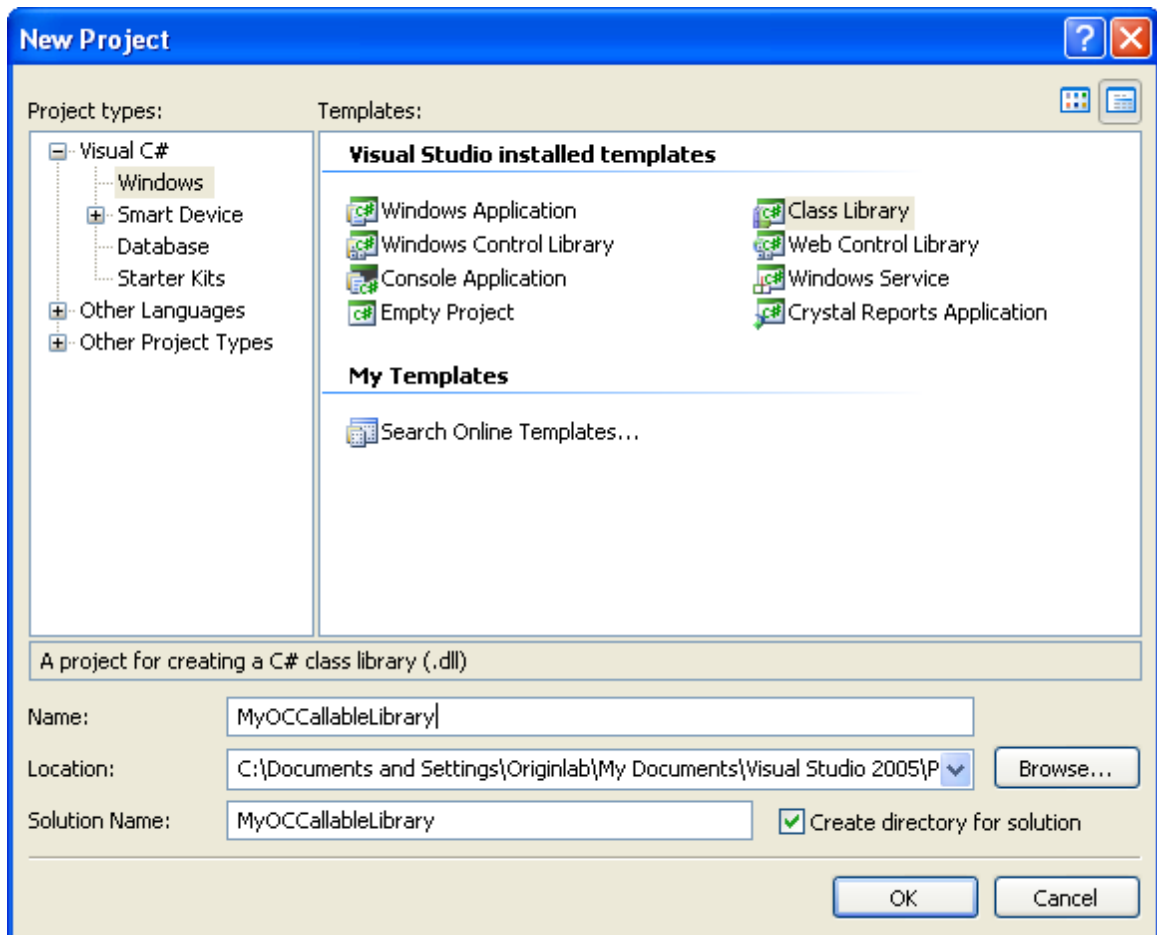 New Project
Project types:
Templates:
Visual C#
Windows
Smart Device
Database
Starter Kits
Other Languages
Other Project Types
Visual Studio installed templates
Windows Application
Class Library
Windows Control Library
Web Control Library
Console Application
Windows Service
Empty Project
Crystal Reports Application
My Templates
Search Online Templates...
A project for creating a C# class library (.dll)
Name:
MyOCCallableLibrary
Location:
C:\Documents and Settings\Originlab\My Documents\Visual Studio 2005\P
Browse...
Solution Name:
MyOCCallableLibrary
Create directory for solution
OK
Cancel